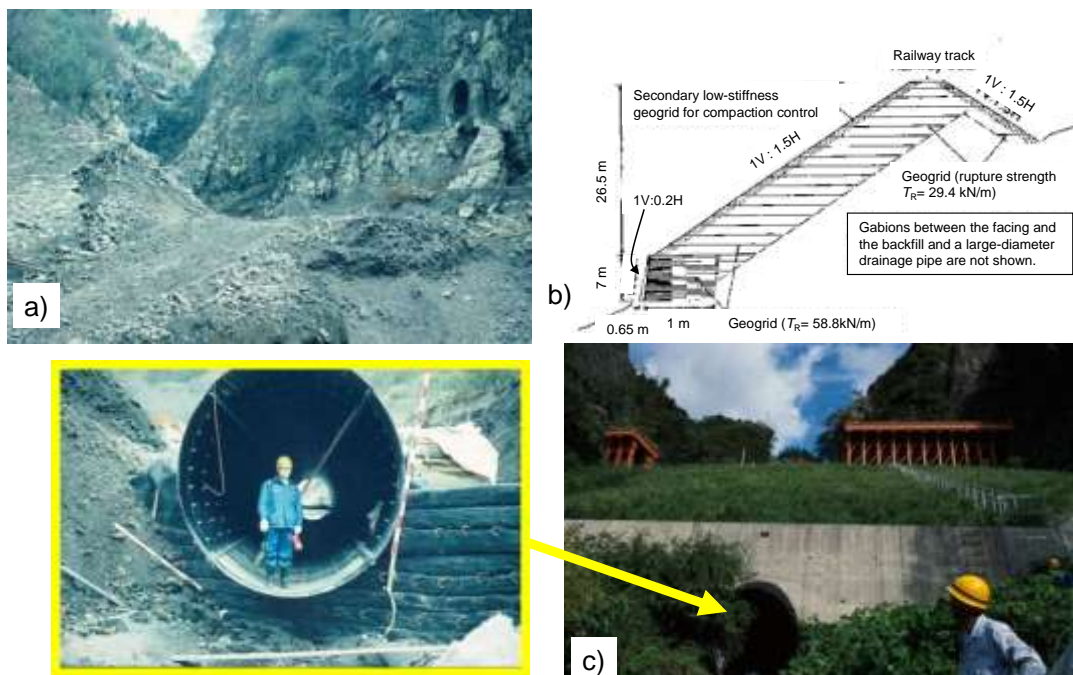 a)
Railway track
Secondary low-stiffness
geogrid for compaction control
1V : 1.5H
1V : 1.5H
26.5 m
Geogrid (rupture strength
T_R= 29.4 kN/m)
1V:0.2H
Gabions between the facing and
the backfill and a large-diameter
drainage pipe are not shown.
7 m
b)
0.65 m
1 m
Geogrid (T_R= 58.8kN/m)
c)